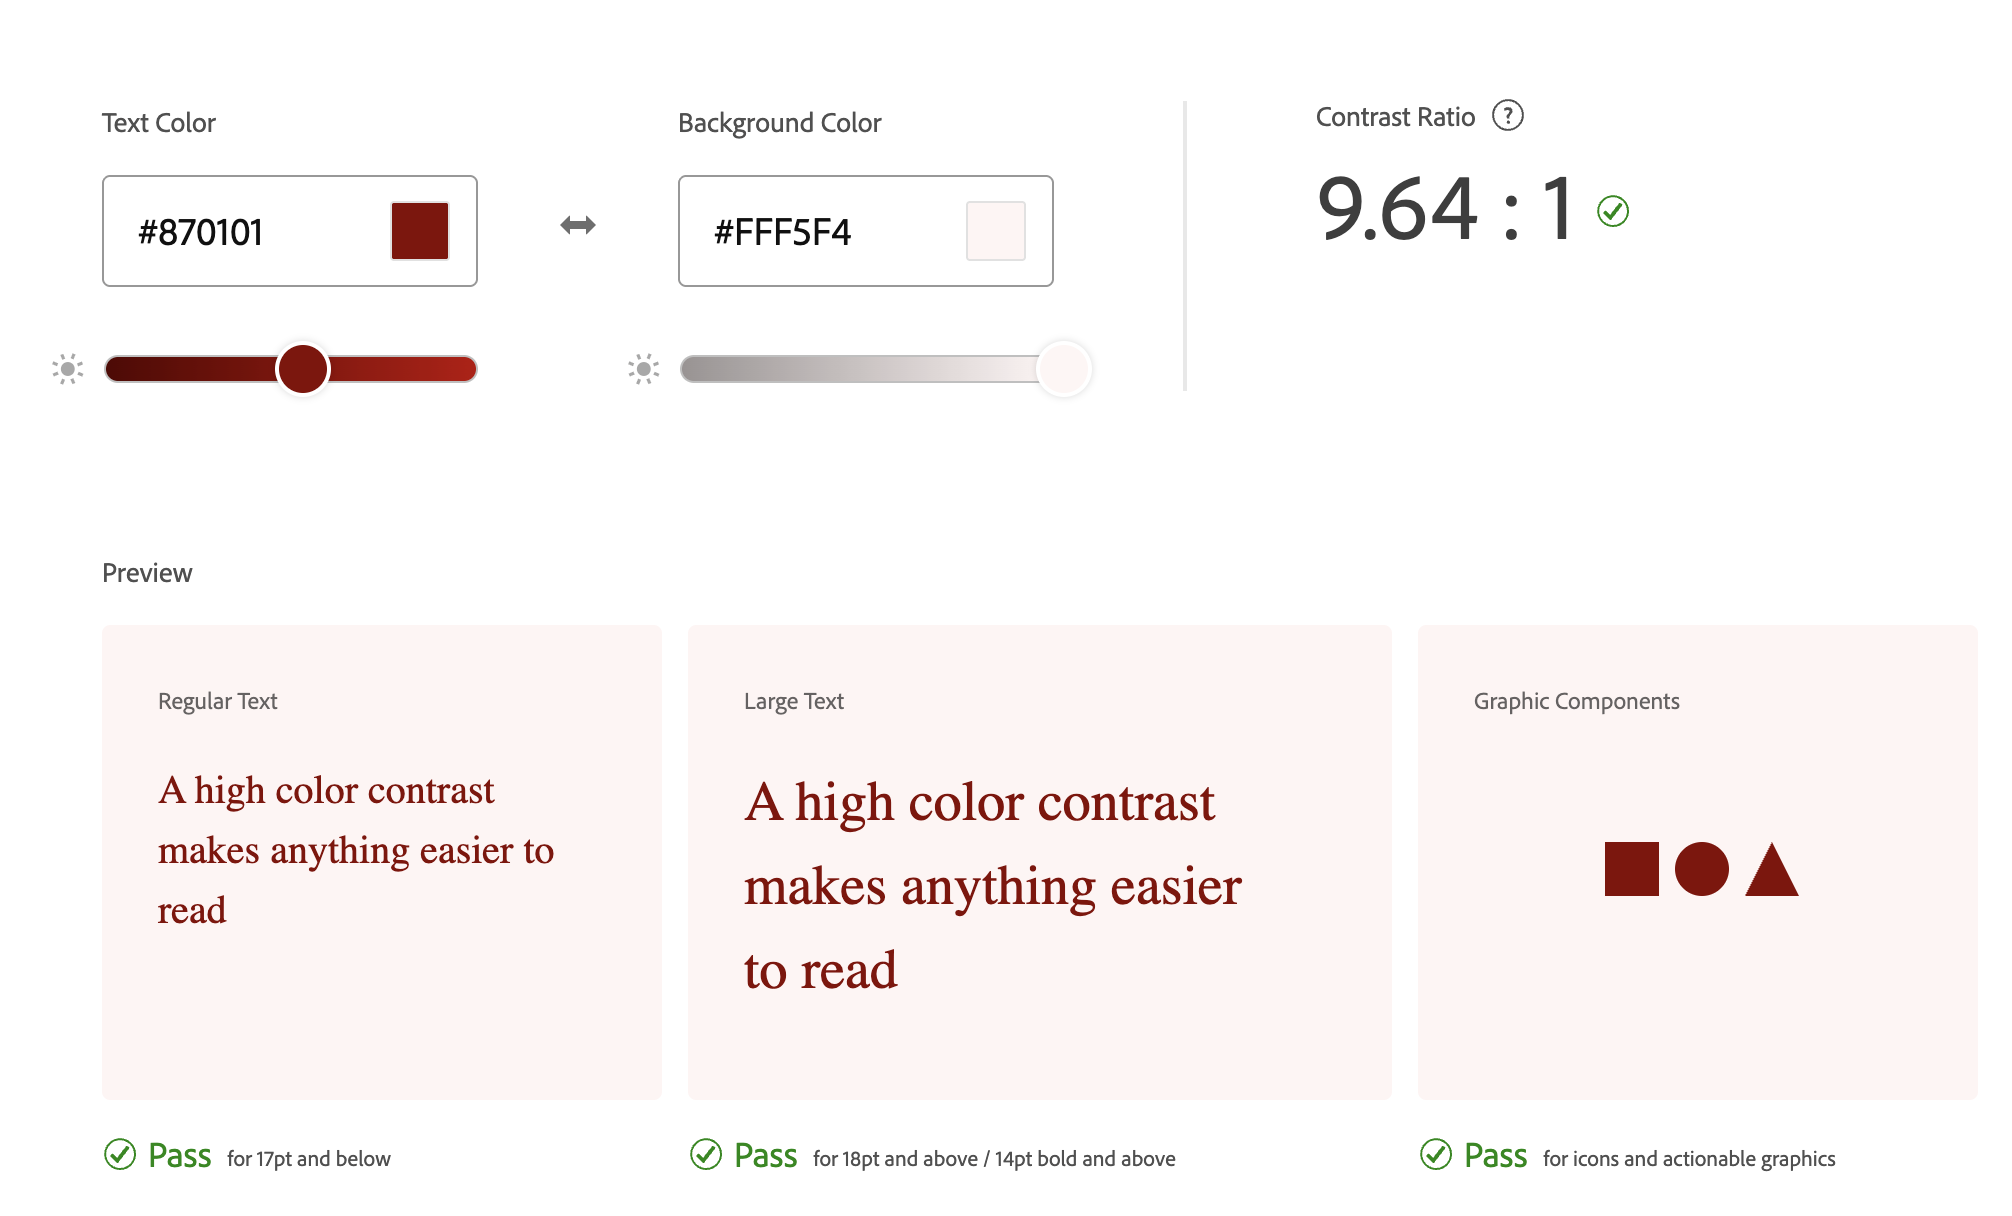 Text Color
#870101
Background Color
#FFF5F4
Contrast Ratio ?
9.64 : 1
Preview
Regular Text
A high color contrast
makes anything easier to
read
Large Text
A high color contrast
makes anything easier
to read
Graphic Components
Pass for 17pt and below
Pass for 18pt and above / 14pt bold and above
Pass for icons and actionable graphics